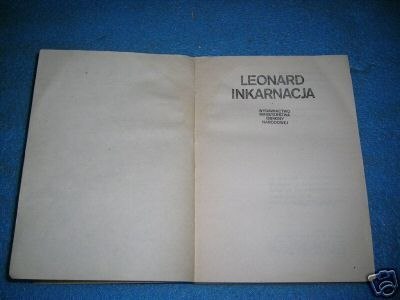 LEONARD
INKARNACJA
WYDAWNICTWO
MINISTERSTWA
OBRONY
NARODOWEJ